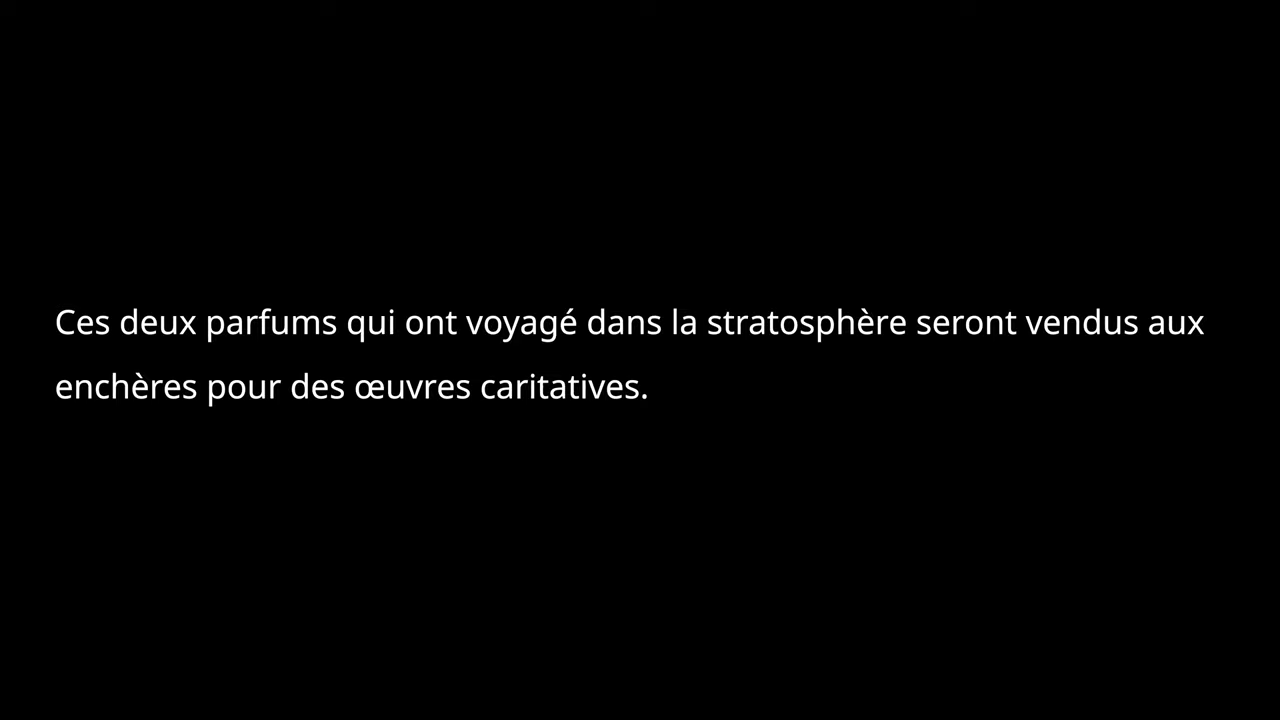 Ces deux parfums qui ont voyagé dans la stratosphère seront vendus aux
enchères pour des œuvres caritatives.